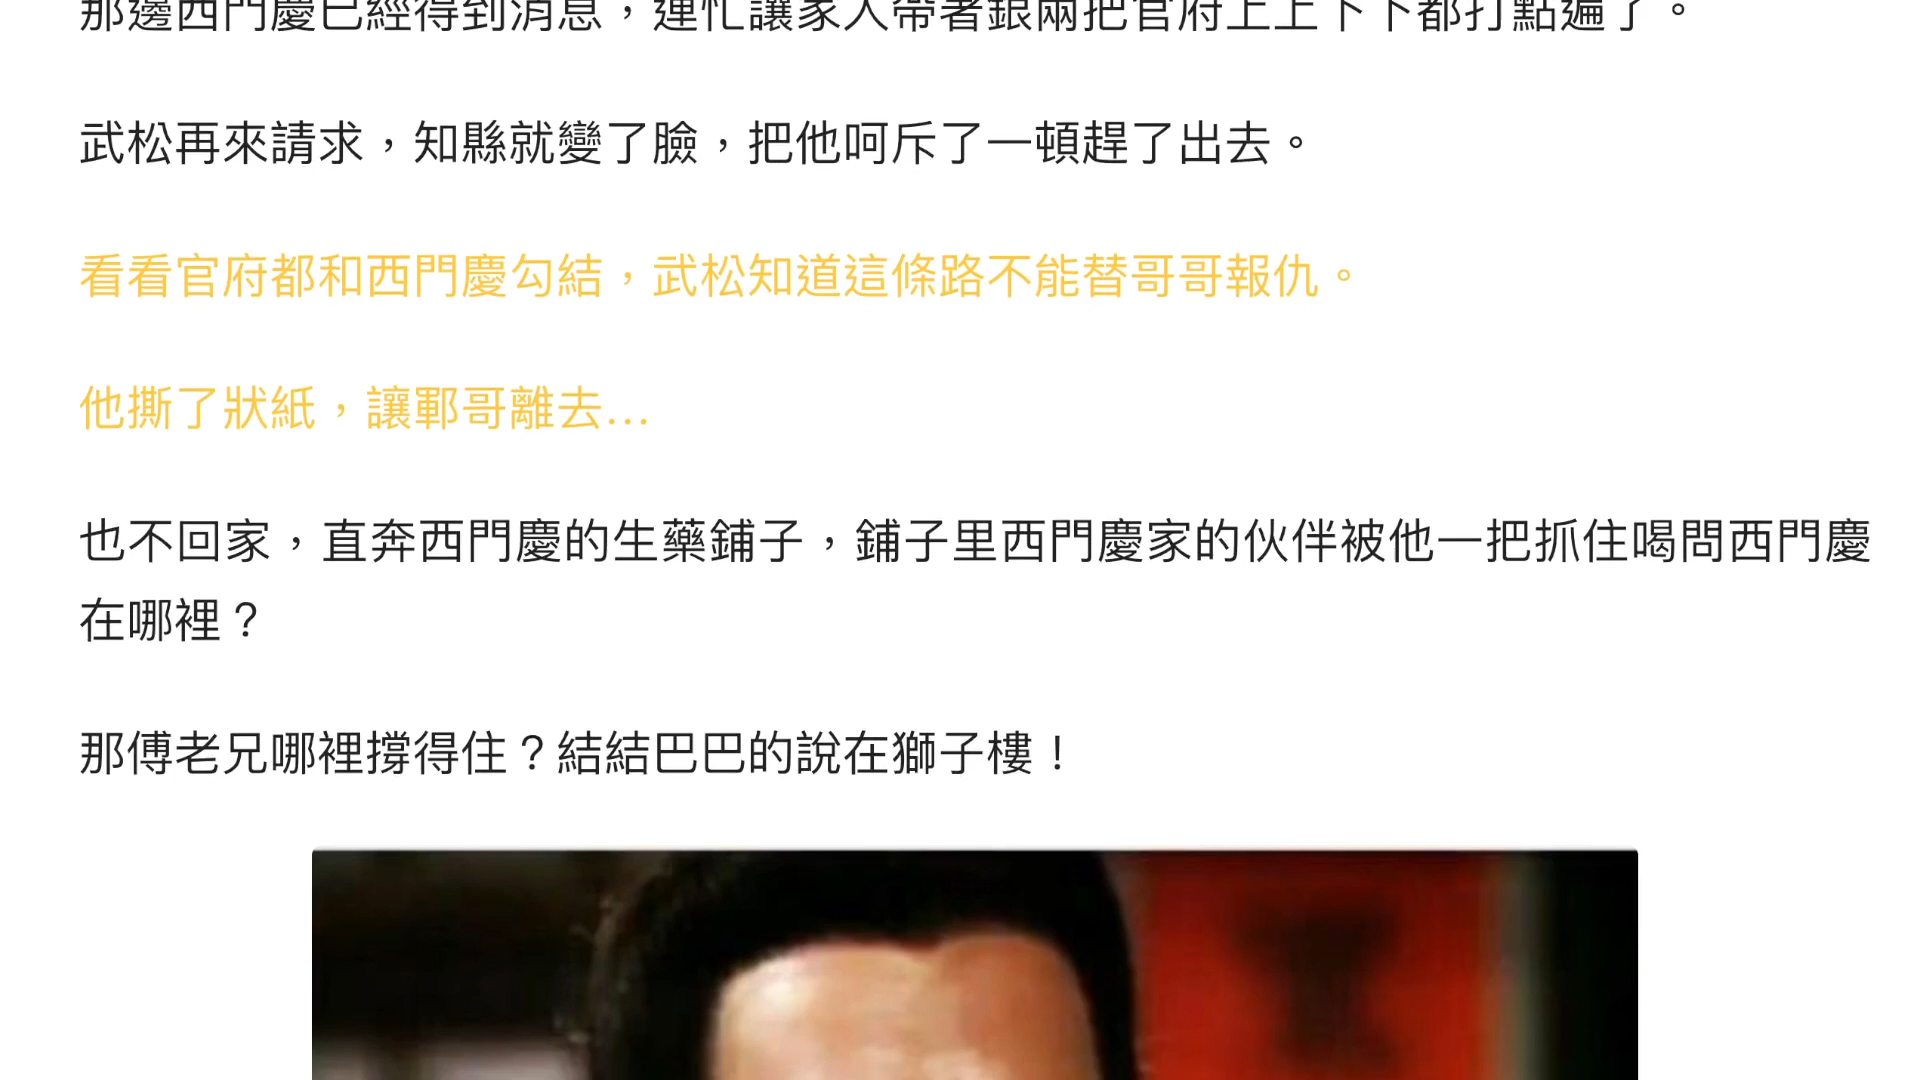 那邊西門慶已經得到消息，連忙讓家人帶著銀兩把官府上上下下都打點遍了。
武松再來請求，知縣就變了臉，把他呵斥了一頓趕了出去。
看看官府都和西門慶勾結，武松知道這條路不能替哥哥報仇。
他撕了狀紙，讓鄆哥離去...
也不回家，直奔西門慶的生藥鋪子，鋪子里西門慶家的伙伴被他一把抓住喝問西門慶
在哪裡？
那傅老兄哪裡撐得住？結結巴巴的說在獅子樓！